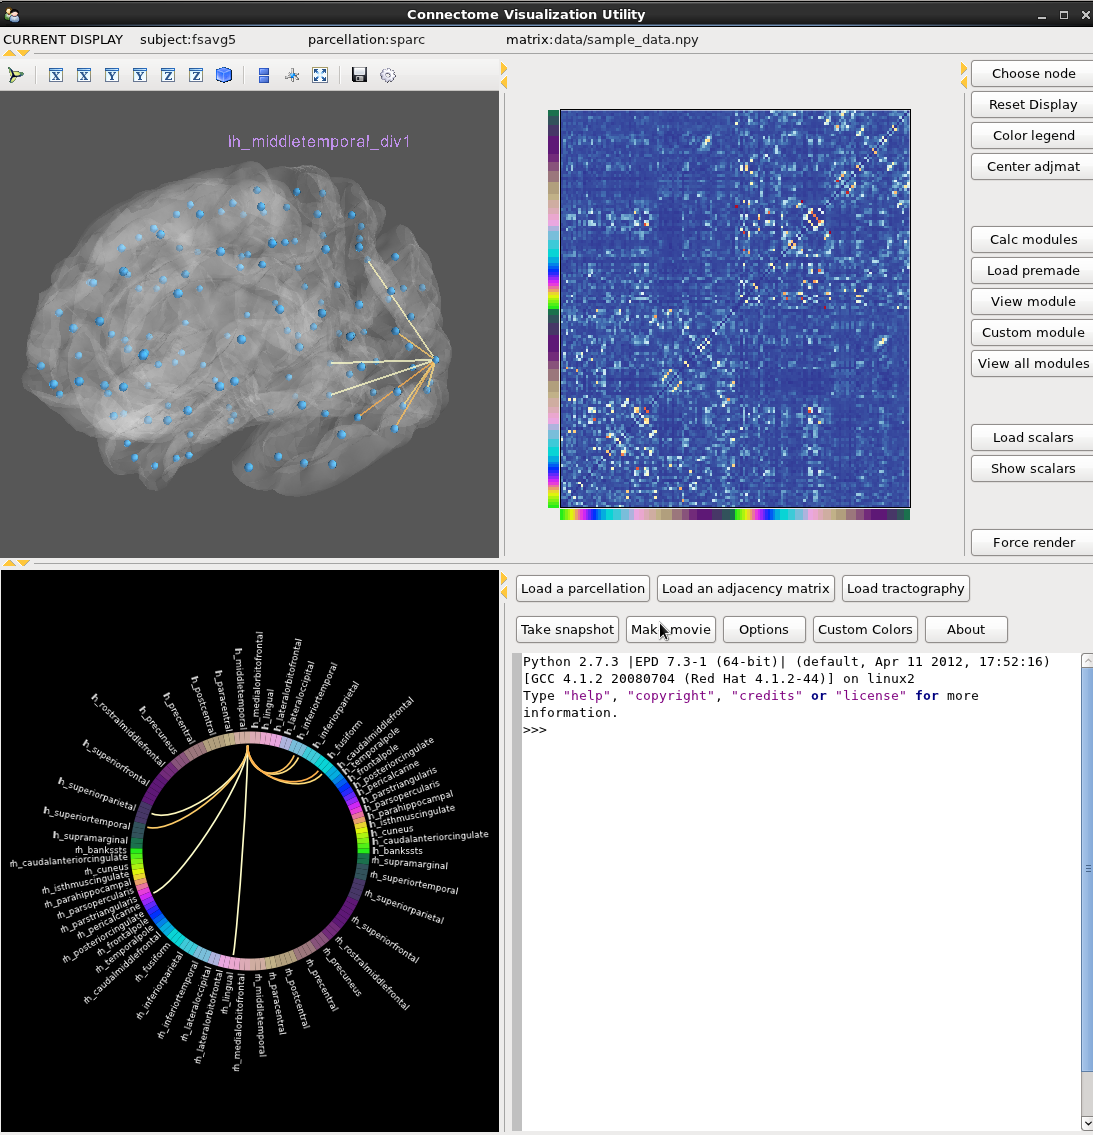 Connectome Visualization Utility
CURRENT DISPLAY subject:fsavg5 parcellation:sparc matrix:data/sample_data.npy
X X Y Y Z Z
lh_middletemporal_div1
Choose node
Reset Display
Color legend
Center adjmat
Calc modules
Load premade
View module
Custom module
View all modules
Load scalars
Show scalars
Force render
Load a parcellation Load an adjacency matrix Load tractography
Take snapshot Make movie Options Custom Colors About
Python 2.7.3 |EPD 7.3-1 (64-bit)| (default, Apr 11 2012, 17:52:16)
[GCC 4.1.2 20080704 (Red Hat 4.1.2-44)] on linux2
Type "help", "copyright", "credits" or "license" for more
information.
>>>
lh_supramarginal
lh_superiortemporal
lh_superiorparietal
lh_superiorfrontal
lh_rostralmiddlefrontal
lh_precuneus
lh_precentral
lh_postcentral
lh_paracentral
lh_middletemporal
lh_medialorbitofrontal
lh_lingual
lh_lateralorbitofrontal
lh_lateraloccipital
lh_inferiortemporal
lh_inferiorparietal
lh_fusiform
lh_caudalmiddlefrontal
lh_temporalpole
lh_frontalpole
lh_posteriorcingulate
lh_pericalcarine
lh_parstriangularis
lh_parsopercularis
lh_parahippocampal
lh_isthmuscingulate
lh_cuneus
lh_caudalanteriorcingulate
lh_bankssts
rh_supramarginal
rh_superiortemporal
rh_superiorparietal
rh_superiorfrontal
rh_rostralmiddlefrontal
rh_precuneus
rh_precentral
rh_postcentral
rh_paracentral
rh_middletemporal
rh_medialorbitofrontal
rh_lingual
rh_lateralorbitofrontal
rh_lateraloccipital
rh_inferiortemporal
rh_inferiorparietal
rh_fusiform
rh_caudalmiddlefrontal
rh_temporalpole
rh_frontalpole
rh_posteriorcingulate
rh_pericalcarine
rh_parstriangularis
rh_parsopercularis
rh_parahippocampal
rh_isthmuscingulate
rh_cuneus
rh_caudalanteriorcingulate
rh_bankssts